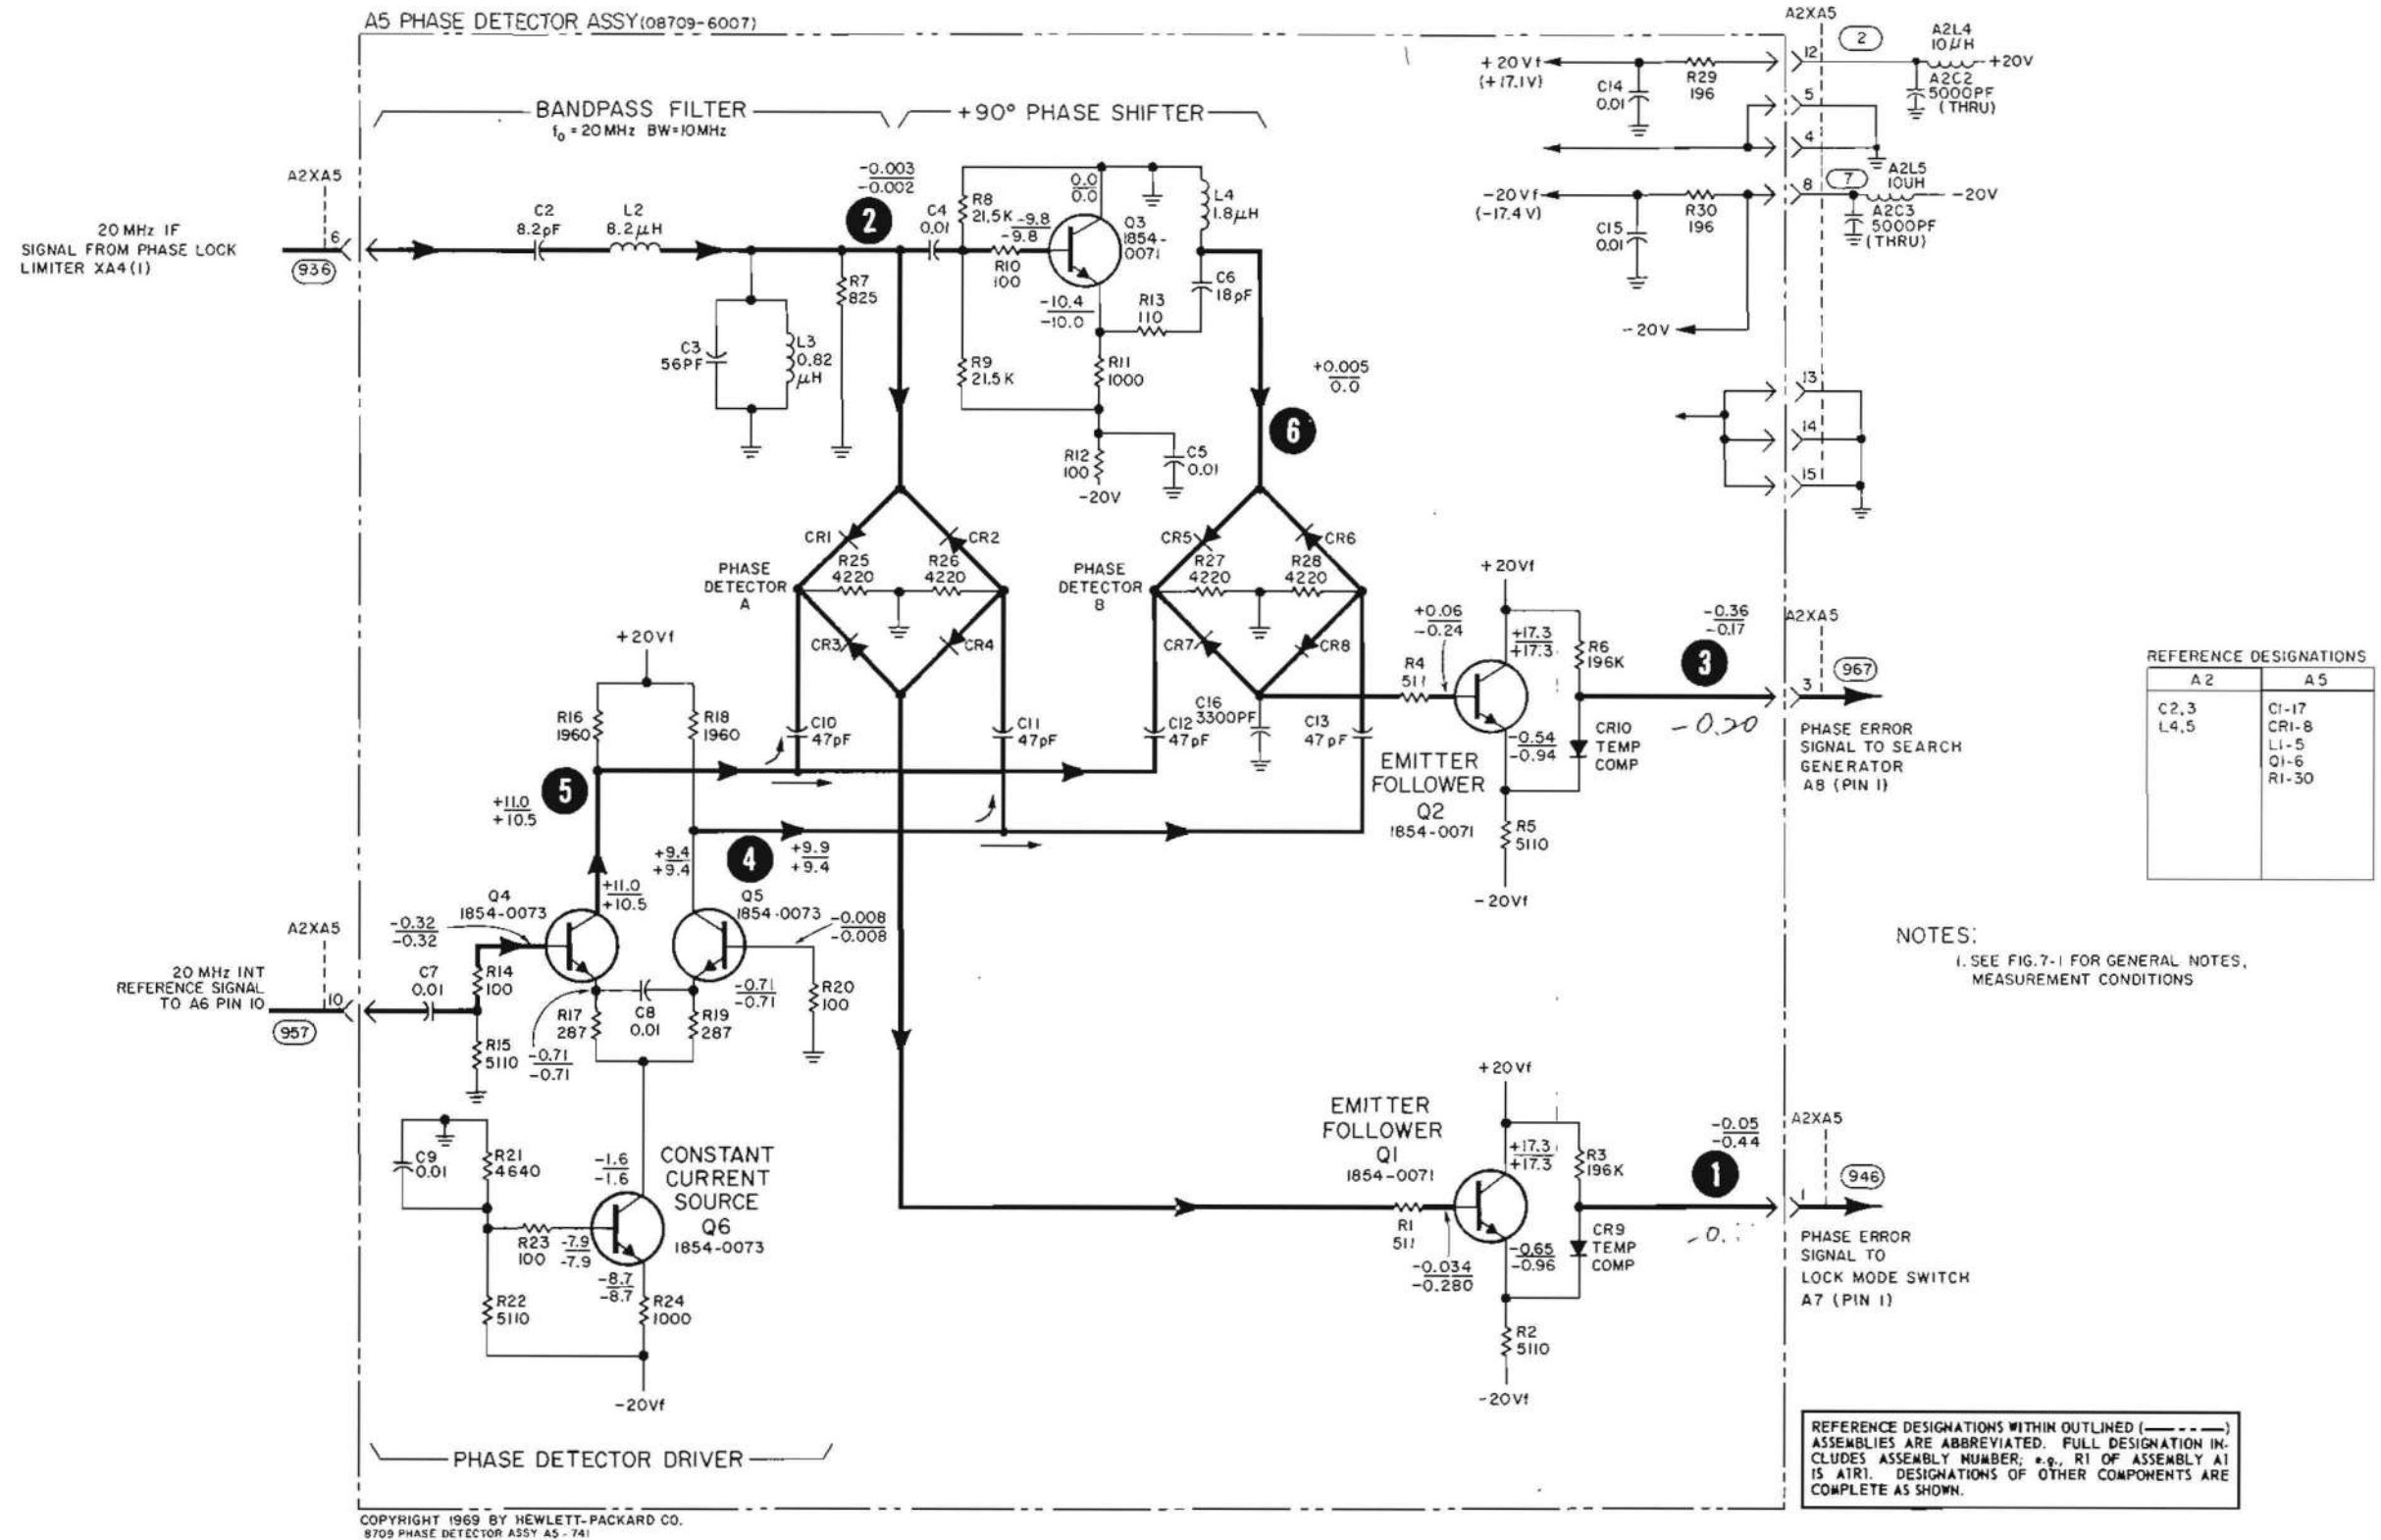 A5 PHASE DETECTOR ASSY (08709-6007)
BANDPASS FILTER
f₀ = 20 MHz BW=10MHz
+90° PHASE SHIFTER
A2XA5
20 MHz IF
SIGNAL FROM PHASE LOCK
LIMITER XA4(1)
6
936
C2
8.2pF
L2
8.2μH
-0.003
-0.002
2
C4
0.01
R8
21.5K
-9.8
-9.8
0.0
0.0
Q3
1854-
0071
L4
1.8μH
R10
100
R7
825
C3
56PF
L3
0.82
μH
-10.4
-10.0
R13
110
C6
18pF
R9
21.5K
R11
1000
R12
100
-20V
C5
0.01
+0.005
0.0
6
+20Vf
(+17.1V)
C14
0.01
R29
196
A2XA5
12
2
A2L4
10μH
+20V
A2C2
5000PF
(THRU)
5
4
-20Vf
(-17.4V)
C15
0.01
R30
196
8
7
A2L5
10UH
-20V
A2C3
5000PF
(THRU)
-20V
13
14
15
CR1
CR2
R25
4220
R26
4220
PHASE
DETECTOR
A
CR3
CR4
CR5
CR6
R27
4220
R28
4220
PHASE
DETECTOR
B
CR7
CR8
+20Vf
R16
1960
R18
1960
C10
47pF
C11
47pF
C12
47pF
C16
3300PF
C13
47pF
+20Vf
+0.06
-0.24
R4
511
+17.3
+17.3
R6
196K
-0.54
-0.94
EMITTER
FOLLOWER
Q2
1854-0071
CR10
TEMP
COMP
R5
5110
-20Vf
-0.36
-0.17
3
-0.20
A2XA5
3
967
PHASE ERROR
SIGNAL TO SEARCH
GENERATOR
A8 (PIN 1)
REFERENCE DESIGNATIONS
A2 A5
C2,3 C1-17
L4,5 CR1-8
L1-5
Q1-6
R1-30
5
+11.0
+10.5
4
+9.4
+9.4
+9.9
+9.4
Q4
1854-0073
+11.0
+10.5
Q5
1854-0073
-0.32
-0.32
-0.008
-0.008
A2XA5
20 MHz INT
REFERENCE SIGNAL
TO A6 PIN 10
10
957
C7
0.01
R14
100
R15
5110
R17
287
C8
0.01
R19
287
-0.71
-0.71
-0.71
-0.71
R20
100
NOTES:
1. SEE FIG.7-1 FOR GENERAL NOTES,
MEASUREMENT CONDITIONS
C9
0.01
R21
4640
-1.6
-1.6
CONSTANT
CURRENT
SOURCE
Q6
1854-0073
R23
100
-7.9
-7.9
-8.7
-8.7
R22
5110
R24
1000
-20Vf
PHASE DETECTOR DRIVER
+20Vf
EMITTER
FOLLOWER
Q1
1854-0071
+17.3
+17.3
R3
196K
R1
511
-0.034
-0.280
-0.65
-0.96
CR9
TEMP
COMP
R2
5110
-20Vf
-0.05
-0.44
1
A2XA5
1
946
PHASE ERROR
SIGNAL TO
LOCK MODE SWITCH
A7 (PIN 1)
REFERENCE DESIGNATIONS WITHIN OUTLINED (— - - —)
ASSEMBLIES ARE ABBREVIATED. FULL DESIGNATION IN-
CLUDES ASSEMBLY NUMBER; e.g., R1 OF ASSEMBLY A1
IS A1R1. DESIGNATIONS OF OTHER COMPONENTS ARE
COMPLETE AS SHOWN.
COPYRIGHT 1969 BY HEWLETT-PACKARD CO.
8709 PHASE DETECTOR ASSY A5 - 741